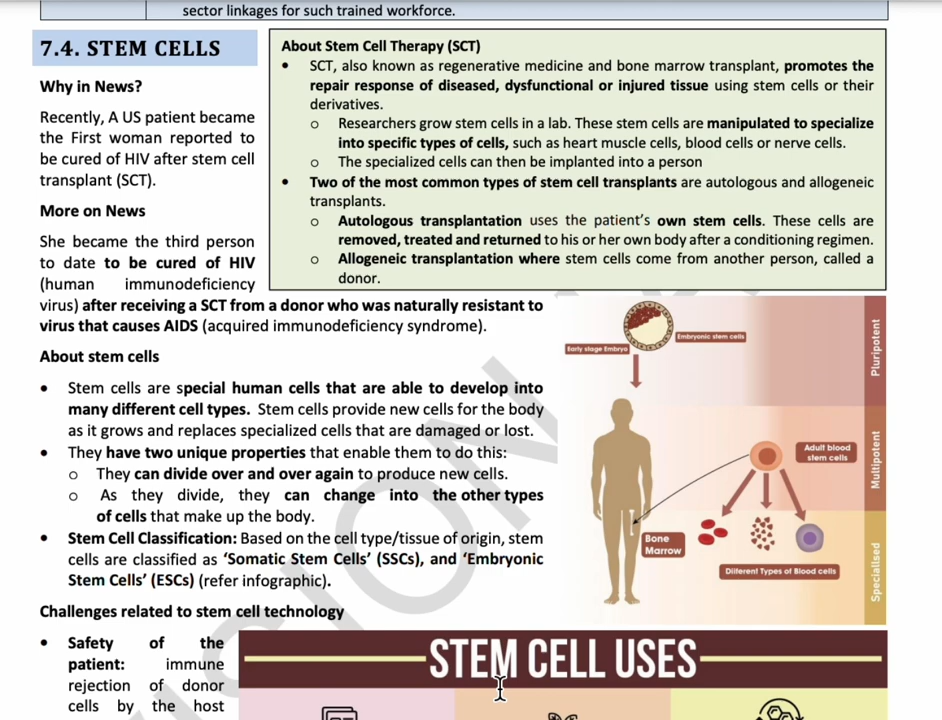 sector linkages for such trained workforce.
7.4. STEM CELLS
Why in News?
Recently, A US patient became
the First woman reported to
be cured of HIV after stem cell
transplant (SCT).
More on News
She became the third person
to date to be cured of HIV
(human immunodeficiency
virus) after receiving a SCT from a donor who was naturally resistant to
virus that causes AIDS (acquired immunodeficiency syndrome).
About Stem Cell Therapy (SCT)
• SCT, also known as regenerative medicine and bone marrow transplant, promotes the
repair response of diseased, dysfunctional or injured tissue using stem cells or their
derivatives.
o Researchers grow stem cells in a lab. These stem cells are manipulated to specialize
into specific types of cells, such as heart muscle cells, blood cells or nerve cells.
o The specialized cells can then be implanted into a person
• Two of the most common types of stem cell transplants are autologous and allogeneic
transplants.
o Autologous transplantation uses the patient's own stem cells. These cells are
removed, treated and returned to his or her own body after a conditioning regimen.
o Allogeneic transplantation where stem cells come from another person, called a
donor.
About stem cells
• Stem cells are special human cells that are able to develop into
many different cell types. Stem cells provide new cells for the body
as it grows and replaces specialized cells that are damaged or lost.
• They have two unique properties that enable them to do this:
o They can divide over and over again to produce new cells.
o As they divide, they can change into the other types
of cells that make up the body.
• Stem Cell Classification: Based on the cell type/tissue of origin, stem
cells are classified as ‘Somatic Stem Cells’ (SSCs), and ‘Embryonic
Stem Cells’ (ESCs) (refer infographic).
Early stage Embryo
Embryonic stem cells
Pluripotent
Adult blood
stem cells
Multipotent
Bone
Marrow
Different Types of Blood cells
Specialised
Challenges related to stem cell technology
• Safety of the
patient: immune
rejection of donor
cells by the host
STEM CELL USES
VISION